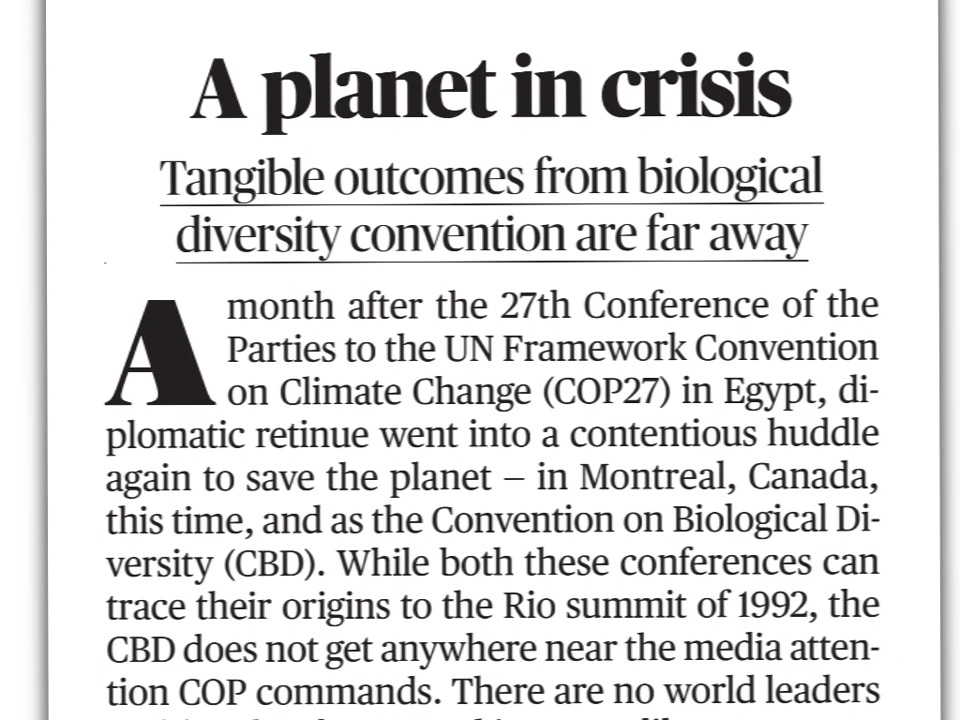 A planet in crisis
Tangible outcomes from biological
diversity convention are far away
A month after the 27th Conference of the
Parties to the UN Framework Convention
on Climate Change (COP27) in Egypt, di-
plomatic retinue went into a contentious huddle
again to save the planet – in Montreal, Canada,
this time, and as the Convention on Biological Di-
versity (CBD). While both these conferences can
trace their origins to the Rio summit of 1992, the
CBD does not get anywhere near the media atten-
tion COP commands. There are no world leaders